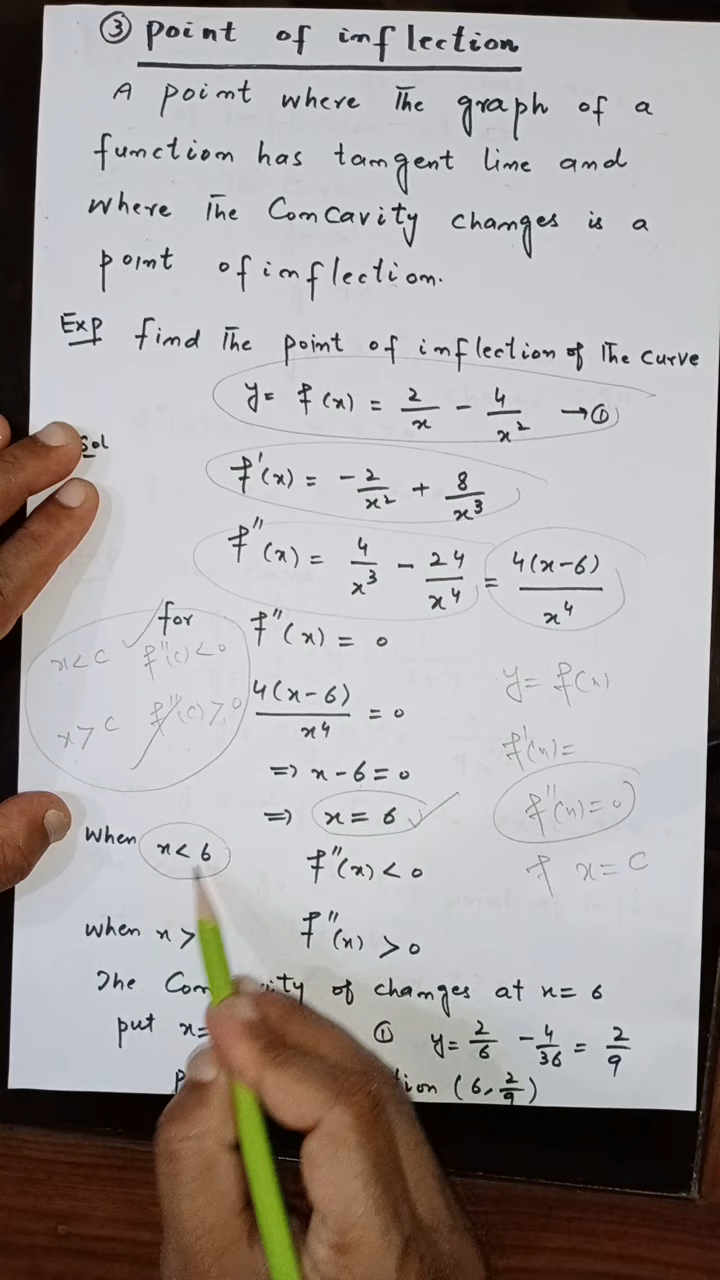 ③ point of inflection
A point where The graph of a
function has tangent line and
where The Concavity changes is a
point of inflection.
Exp find The point of inflection of The curve
y = f(x) = 2/x - 4/x² → ①
Sol
f'(x) = -2/x² + 8/x³
f''(x) = 4/x³ - 24/x⁴ = 4(x-6)/x⁴
for f''(x) = 0
x<c f''(c)<0
x>c f''(c)>0
4(x-6)/x⁴ = 0
y = f(x)
f'(x) =
f''(x) = 0
x = c
⇒ x-6 = 0
⇒ x = 6 ✓
When x<6 f''(x) < 0
when x> f''(x) > 0
The of changes at x = 6
put x= ① y = 2/6 - 4/36 = 2/9
(6, 2/9)